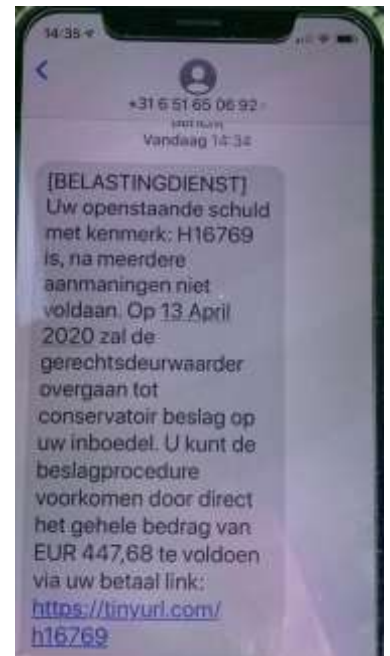 14:35
+31 6 51 65 06 92
Vandaag 14:34
[BELASTINGDIENST]
Uw openstaande schuld
met kenmerk: H16769
is, na meerdere
aanmaningen niet
voldaan. Op 13 April
2020 zal de
gerechtsdeurwaarder
overgaan tot
conservatoir beslag op
uw inboedel. U kunt de
beslagprocedure
voorkomen door direct
het gehele bedrag van
EUR 447,68 te voldoen
via uw betaal link:
https://tinyurl.com/
h16769